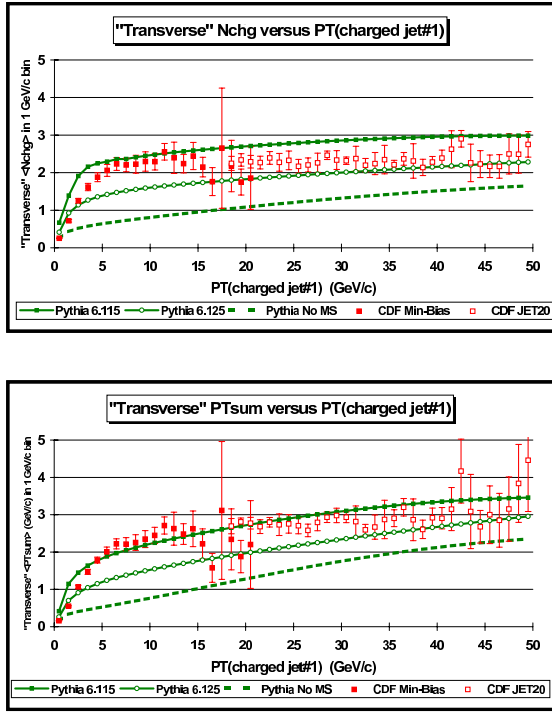 "Transverse" Nchg versus PT(charged jet#1)
"Transverse" <Nchg> in 1 GeV/c bin
5
4
3
2
1
0
0 5 10 15 20 25 30 35 40 45 50
PT(charged jet#1) (GeV/c)
Pythia 6.115 Pythia 6.125 Pythia No MS CDF Min-Bias CDF JET20
"Transverse" PTsum versus PT(charged jet#1)
"Transverse" <PTsum> (GeV/c) in 1 GeV/c bin
5
4
3
2
1
0
0 5 10 15 20 25 30 35 40 45 50
PT(charged jet#1) (GeV/c)
Pythia 6.115 Pythia 6.125 Pythia No MS CDF Min-Bias CDF JET20